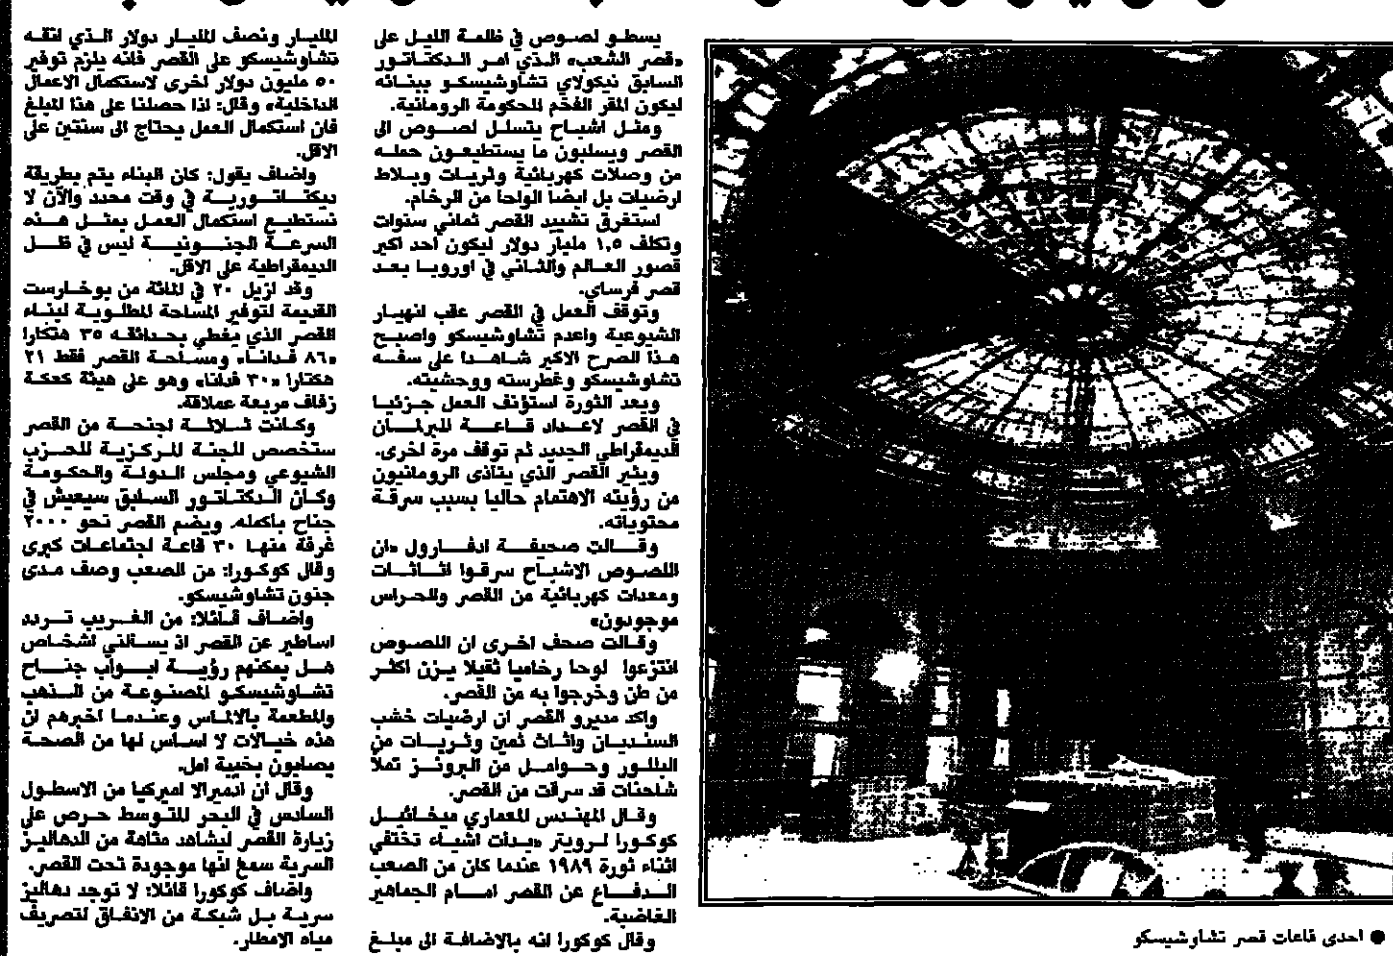 يسطو لصوص في ظلمة الليل على
«قصر الشعب» الذي امر الدكتاتور
السابق نيكولاي تشاوشيسكو ببنائه
ليكون المقر الفخم للحكومة الرومانية.
ومثل اشباح يتسلل لصوص الى
القصر ويسلبون ما يستطيعون حمله
من وصلات كهربائية وثريات وبلاط
ارضيات بل ايضا الواحا من الرخام.
استغرق تشييد القصر ثماني سنوات
وتكلف ١,٥ مليار دولار ليكون احد اكبر
قصور العالم والثاني في اوروبا بعد
قصر فرساي.
وتوقف العمل في القصر عقب انهيار
الشيوعية واعدم تشاوشيسكو واصبح
هذا الصرح الاكبر شاهدا على سفه
تشاوشيسكو وغطرسته ووحشيته.
وبعد الثورة استؤنف العمل جزئيا
في القصر لاعداد قاعة للبرلمان
الديمقراطي الجديد ثم توقف مرة اخرى.
ويثير القصر الذي يتاذى الرومانيون
من رؤيته الاهتمام حاليا بسبب سرقة
محتوياته.
وقالت صحيفة ادفارول «ان
اللصوص الاشباح سرقوا اثاثات
ومعدات كهربائية من القصر والحراس
موجودون»
وقالت صحف اخرى ان اللصوص
انتزعوا لوحا رخاميا ثقيلا يزن اكثر
من طن وخرجوا به من القصر.
واكد مديرو القصر ان ارضيات خشب
السنديان واثاث ثمين وثريات من
البللور وحوامل من البرونز تملا
شاحنات قد سرقت من القصر.
وقال المهندس المعماري ميخائيل
كوكورا لرويتر «بدأت اشياء تختفي
اثناء ثورة ١٩٨٩ عندما كان من الصعب
الدفاع عن القصر امام الجماهير
الغاضبة.
وقال كوكورا انه بالاضافة الى مبلغ
المليار ونصف المليار دولار الذي انفقه
تشاوشيسكو على القصر فانه يلزم توفير
٥٠ مليون دولار اخرى لاستكمال الاعمال
الداخلية» وقال: اذا حصلنا على هذا المبلغ
فان استكمال العمل يحتاج الى سنتين على
الاقل.
واضاف يقول: كان البناء يتم بطريقة
ديكتاتورية في وقت محدد والآن لا
نستطيع استكمال العمل بمثل هذه
السرعة الجنونية ليس في ظل
الديمقراطية على الاقل.
وقد ازيل ٢٠ في المائة من بوخارست
القديمة لتوفير المساحة المطلوبة لبناء
القصر الذي يغطي بحدائقه ٣٥ هتكارا
«٨٦ فدانا» ومساحة القصر فقط ٢١
هكتارا «٣٠ فدانا» وهو على هيئة كعكة
زفاف مربعة عملاقة.
وكانت ثلاثة اجنحة من القصر
ستخصص للجنة المركزية للحزب
الشيوعي ومجلس الدولة والحكومة
وكان الدكتاتور السابق سيعيش في
جناح باكمله. ويضم القصر نحو ٢٠٠٠
غرفة منها ٣٠ قاعة اجتماعات كبرى
وقال كوكورا: من الصعب وصف مدى
جنون تشاوشيسكو.
واضاف قائلا: من الغريب تردد
اساطير عن القصر اذ يسالني اشخاص
هل يمكنهم رؤية ابواب جناح
تشاوشيسكو المصنوعة من الذهب
والمطعمة بالالماس وعندما اخبرهم ان
هذه خيالات لا اساس لها من الصحة
يصابون بخيبة امل.
وقال ان ادميرالا اميركيا من الاسطول
السادس في البحر المتوسط حرص على
زيارة القصر ليشاهد متاهة من الدهاليز
السرية سمع انها موجودة تحت القصر.
واضاف كوكورا قائلا: لا توجد دهاليز
سرية بل شبكة من الانفاق لتصريف
مياه الامطار.
● احدى قاعات قصر تشاوشيسكو